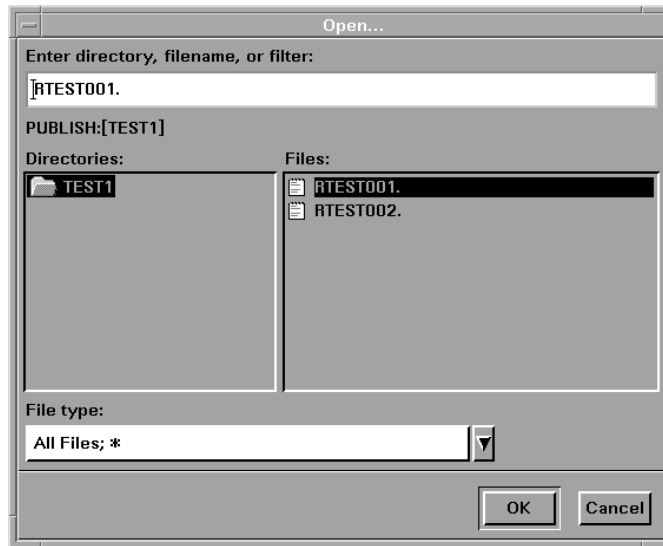 Open...
Enter directory, filename, or filter:
RTEST001.
PUBLISH:[TEST1]
Directories:
Files:
TEST1
RTEST001.
RTEST002.
File type:
All Files; *
OK
Cancel